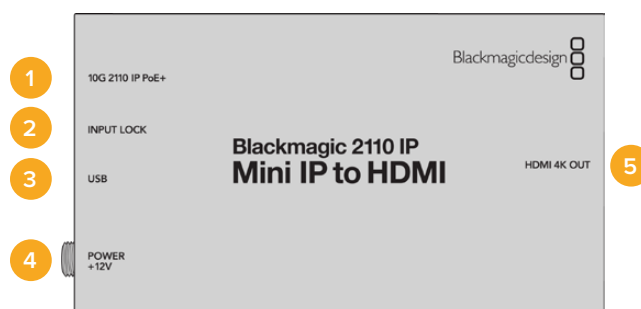 Blackmagicdesign
1
10G 2110 IP PoE+
2
INPUT LOCK
3
USB
Blackmagic 2110 IP
Mini IP to HDMI
HDMI 4K OUT
5
4
POWER
+12V